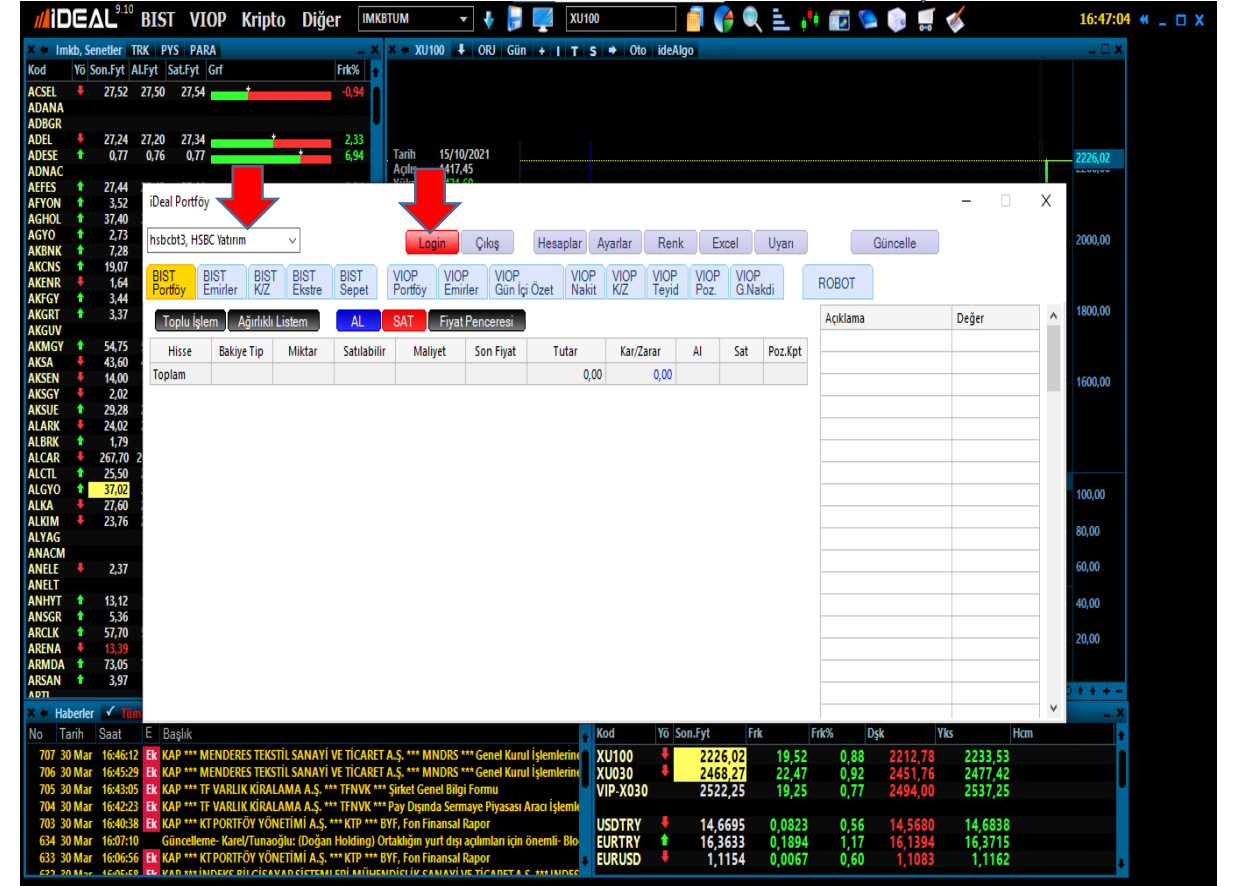 iDEAL 9.10 BIST VIOP Kripto Diğer IMKBTUM XU100 16:47:04
Imkb, Senetler TRK PYS PARA
XU100 ORJ Gün + I T S Oto ideAlgo
Kod Yö Son.Fyt Al.Fyt Sat.Fyt Grf Frk%
ACSEL 27,52 27,50 27,54 -0,94
ADANA
ADBGR
ADEL 27,24 27,20 27,34 2,33
ADESE 0,77 0,76 0,77 6,94
ADNAC
AEFES 27,44
AFYON 3,52
AGHOL 37,40
AGYO 2,73
AKBNK 7,28
AKCNS 19,07
AKENR 1,64
AKFGY 3,44
AKGRT 3,37
AKGUV
AKMGY 54,75
AKSA 43,60
AKSEN 14,00
AKSGY 2,02
AKSUE 29,28
ALARK 24,02
ALBRK 1,79
ALCAR 267,70
ALCTL 25,50
ALGYO 37,02
ALKA 27,60
ALKIM 23,76
ALYAG
ANACM
ANELE 2,37
ANELT
ANHYT 13,12
ANSGR 5,36
ARCLK 57,70
ARENA 13,39
ARMDA 73,05
ARSAN 3,97
Tarih 15/10/2021
1417,45
2226,02
2000,00
1800,00
1600,00
100,00
80,00
60,00
40,00
20,00
iDeal Portföy
hsbcbt3, HSBC Yatırım
Login Çıkış Hesaplar Ayarlar Renk Excel Uyarı Güncelle
BIST Portföy
BIST Emirler
BIST K/Z
BIST Ekstre
BIST Sepet
VIOP Portföy
VIOP Emirler
VIOP Gün İçi Özet
VIOP Nakit
VIOP K/Z
VIOP Teyid
VIOP Poz.
VIOP G.Nakdi
ROBOT
Toplu İşlem Ağırlıklı Listem AL SAT Fiyat Penceresi
Açıklama Değer
Hisse Bakiye Tip Miktar Satılabilir Maliyet Son Fiyat Tutar Kar/Zarar Al Sat Poz.Kpt
Toplam 0,00 0,00
Haberler
No Tarih Saat E Başlık
707 30 Mar 16:46:12 Ek KAP *** MENDERES TEKSTİL SANAYİ VE TİCARET A.Ş. *** MNDRS *** Genel Kurul İşlemlerine
706 30 Mar 16:45:29 Ek KAP *** MENDERES TEKSTİL SANAYİ VE TİCARET A.Ş. *** MNDRS *** Genel Kurul İşlemlerine
705 30 Mar 16:43:05 Ek KAP *** TF VARLIK KİRALAMA A.Ş. *** TFNVK *** Şirket Genel Bilgi Formu
704 30 Mar 16:42:23 Ek KAP *** TF VARLIK KİRALAMA A.Ş. *** TFNVK *** Pay Dışında Sermaye Piyasası Aracı İşlemle
703 30 Mar 16:40:38 Ek KAP *** KT PORTFÖY YÖNETİMİ A.Ş. *** KTP *** BYF, Fon Finansal Rapor
634 30 Mar 16:07:10 Güncelleme- Karel/Tunaoğlu: (Doğan Holding) Ortaklığın yurt dışı açılımları için önemli- Blo
633 30 Mar 16:06:56 Ek KAP *** KT PORTFÖY YÖNETİMİ A.Ş. *** KTP *** BYF, Fon Finansal Rapor
632 30 Mar 16:05:58 Ek KAP *** İNDEKS BİLGİSAYAR SİSTEMLERİ MÜHENDİSLİK SANAYİ VE TİCARET A.Ş. *** INDES
Kod Yö Son.Fyt Frk Frk% Dşk Yks Hcm
XU100 2226,02 19,52 0,88 2212,78 2233,53
XU030 2468,27 22,47 0,92 2451,76 2477,42
VIP-X030 2522,25 19,25 0,77 2494,00 2537,25
USDTRY 14,6695 0,0823 0,56 14,5680 14,6838
EURTRY 16,3633 0,1894 1,17 16,1394 16,3715
EURUSD 1,1154 0,0067 0,60 1,1083 1,1162